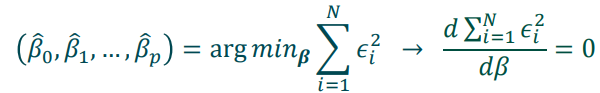 (β̂₀, β̂₁, … , β̂ₚ) = arg min_β ∑_{i=1}^{N} ϵᵢ² → d ∑_{i=1}^{N} ϵᵢ² / dβ = 0